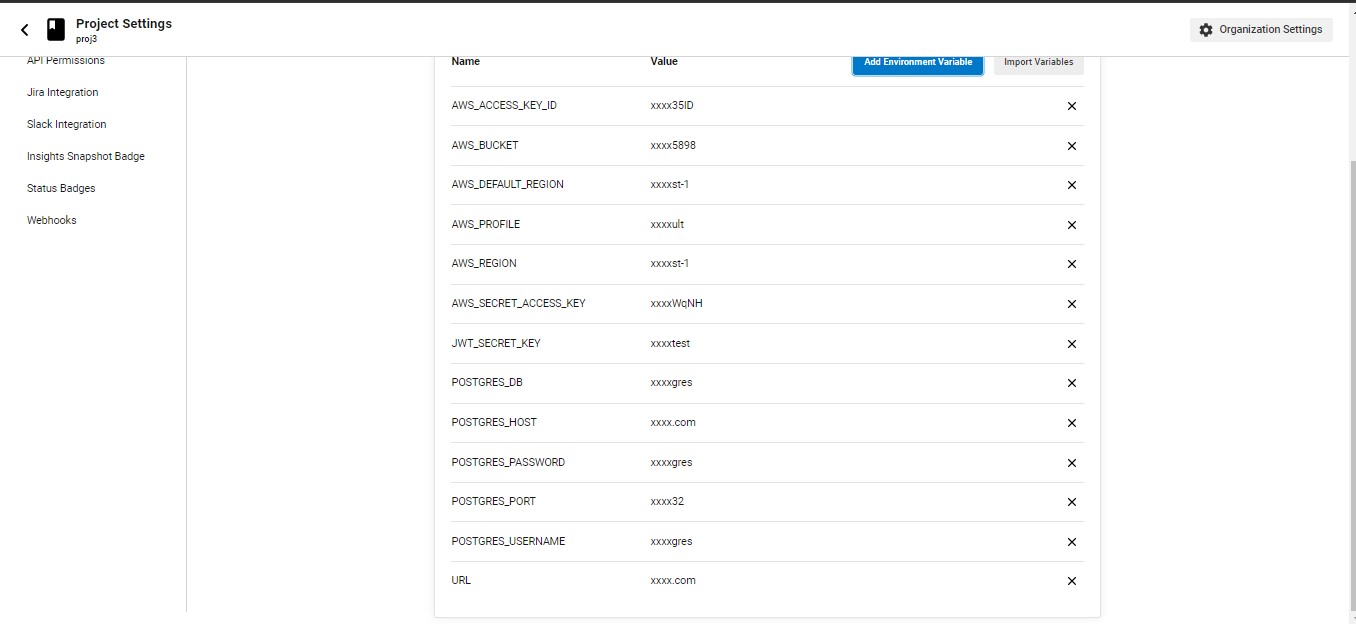 Project Settings
proj3
Organization Settings
API Permissions
Jira Integration
Slack Integration
Insights Snapshot Badge
Status Badges
Webhooks
Name Value Add Environment Variable Import Variables
AWS_ACCESS_KEY_ID xxxx35ID
AWS_BUCKET xxxx5898
AWS_DEFAULT_REGION xxxxst-1
AWS_PROFILE xxxxult
AWS_REGION xxxxst-1
AWS_SECRET_ACCESS_KEY xxxxWqNH
JWT_SECRET_KEY xxxxtest
POSTGRES_DB xxxxgres
POSTGRES_HOST xxxx.com
POSTGRES_PASSWORD xxxxgres
POSTGRES_PORT xxxx32
POSTGRES_USERNAME xxxxgres
URL xxxx.com